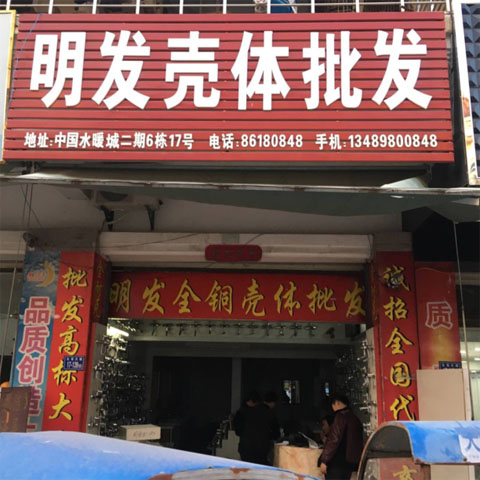 明发壳体批发
地址:中国水暖城二期6栋17号 电话:86180848 手机:13489800848
明发全铜壳体批发
批发高标大
诚招全国代
品质创造
质